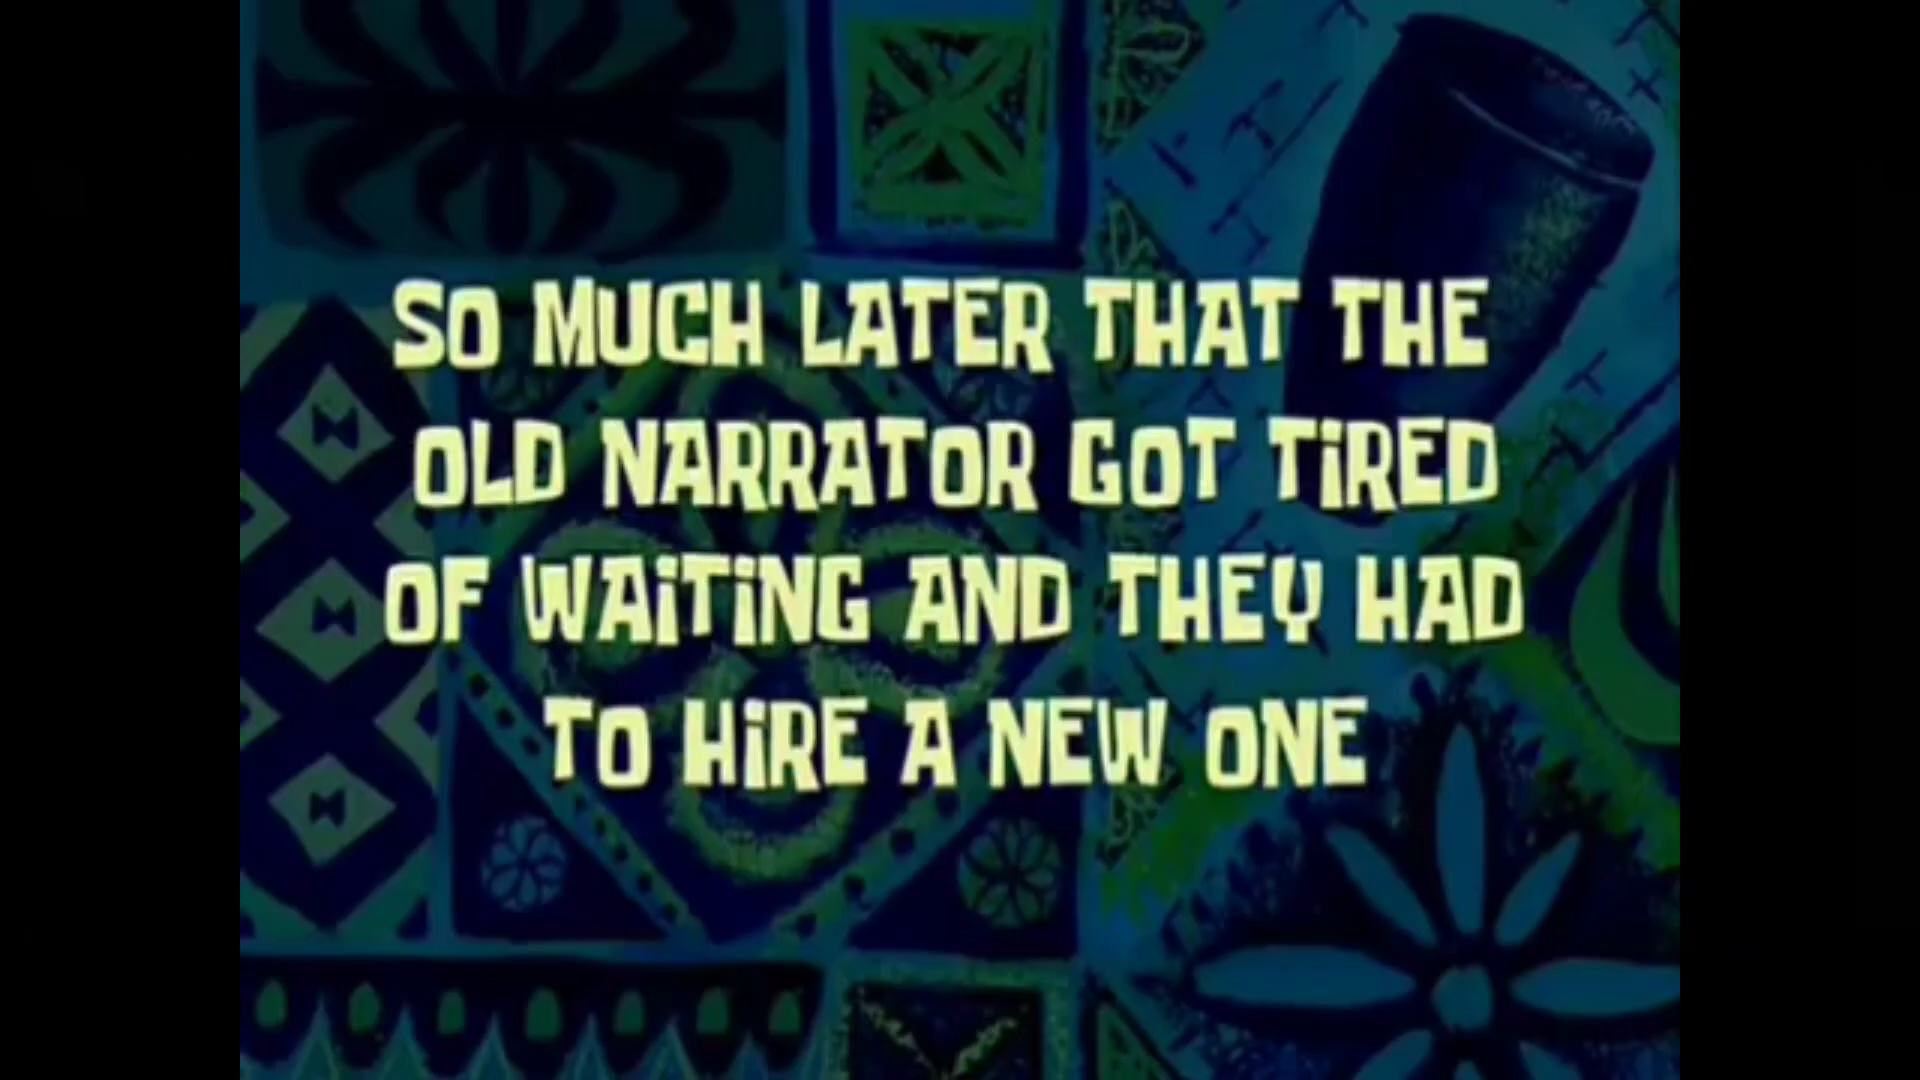 SO MUCH LATER THAT THE
OLD NARRATOR GOT TiRED
OF WAiTiNG AND THEY HAD
TO HiRE A NEW ONE